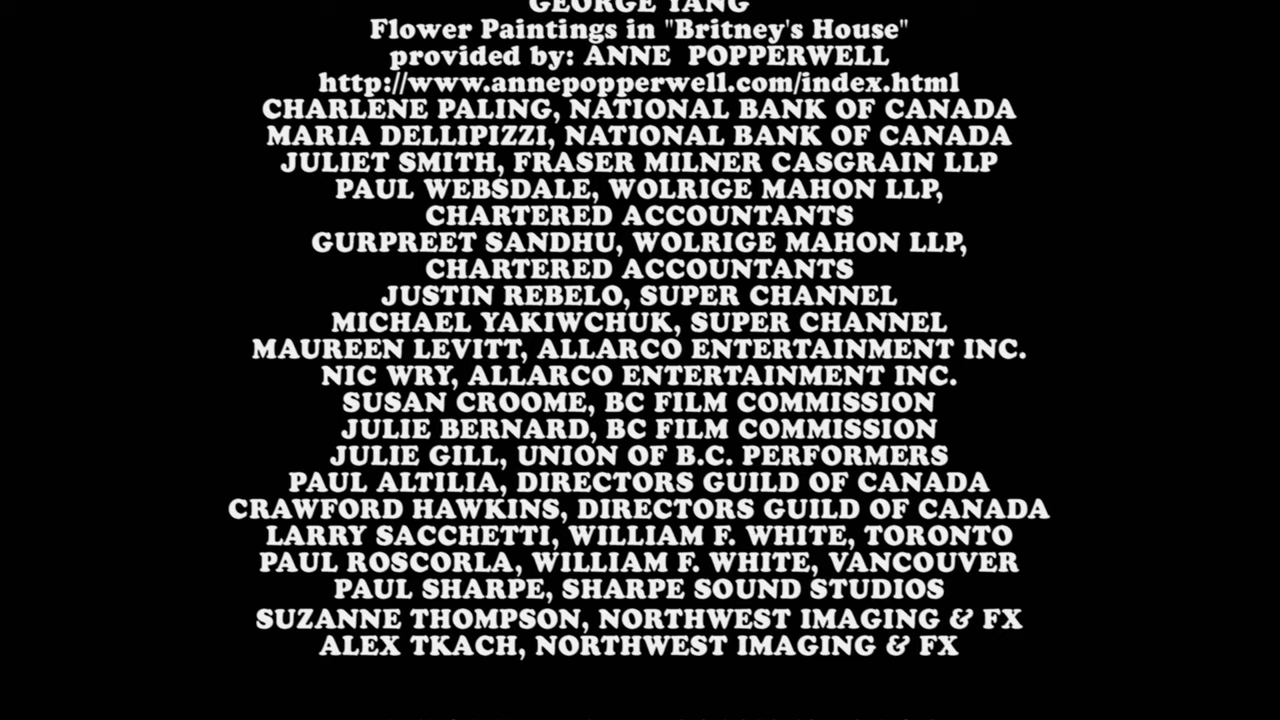 GEORGE YANG
Flower Paintings in "Britney's House"
provided by: ANNE POPPERWELL
http://www.annepopperwell.com/index.html
CHARLENE PALING, NATIONAL BANK OF CANADA
MARIA DELLIPIZZI, NATIONAL BANK OF CANADA
JULIET SMITH, FRASER MILNER CASGRAIN LLP
PAUL WEBSDALE, WOLRIGE MAHON LLP,
CHARTERED ACCOUNTANTS
GURPREET SANDHU, WOLRIGE MAHON LLP,
CHARTERED ACCOUNTANTS
JUSTIN REBELO, SUPER CHANNEL
MICHAEL YAKIWCHUK, SUPER CHANNEL
MAUREEN LEVITT, ALLARCO ENTERTAINMENT INC.
NIC WRY, ALLARCO ENTERTAINMENT INC.
SUSAN CROOME, BC FILM COMMISSION
JULIE BERNARD, BC FILM COMMISSION
JULIE GILL, UNION OF B.C. PERFORMERS
PAUL ALTILIA, DIRECTORS GUILD OF CANADA
CRAWFORD HAWKINS, DIRECTORS GUILD OF CANADA
LARRY SACCHETTI, WILLIAM F. WHITE, TORONTO
PAUL ROSCORLA, WILLIAM F. WHITE, VANCOUVER
PAUL SHARPE, SHARPE SOUND STUDIOS
SUZANNE THOMPSON, NORTHWEST IMAGING & FX
ALEX TKACH, NORTHWEST IMAGING & FX